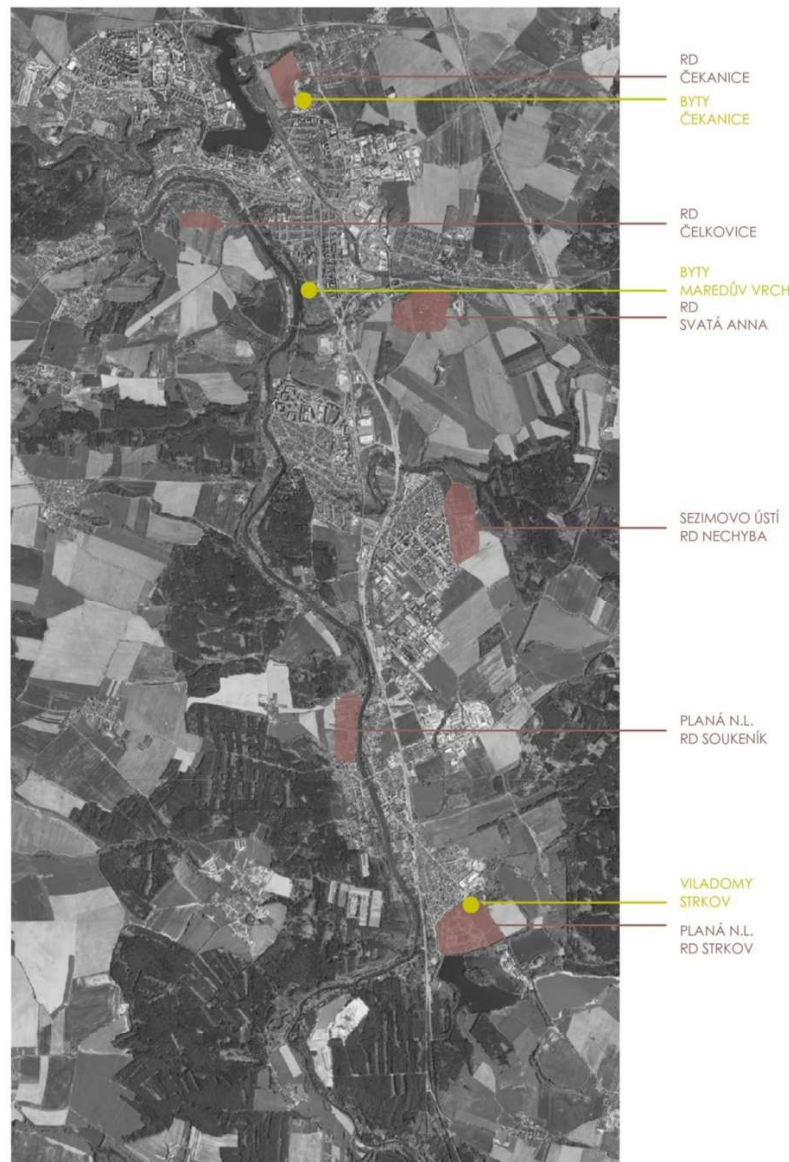 RD
ČEKANICE
BYTY
ČEKANICE
RD
ČELKOVICE
BYTY
MAREDŮV VRCH
RD
SVATÁ ANNA
SEZIMOVO ÚSTÍ
RD NECHYBA
PLANÁ N.L.
RD SOUKENÍK
VILADOMY
STRKOV
PLANÁ N.L.
RD STRKOV